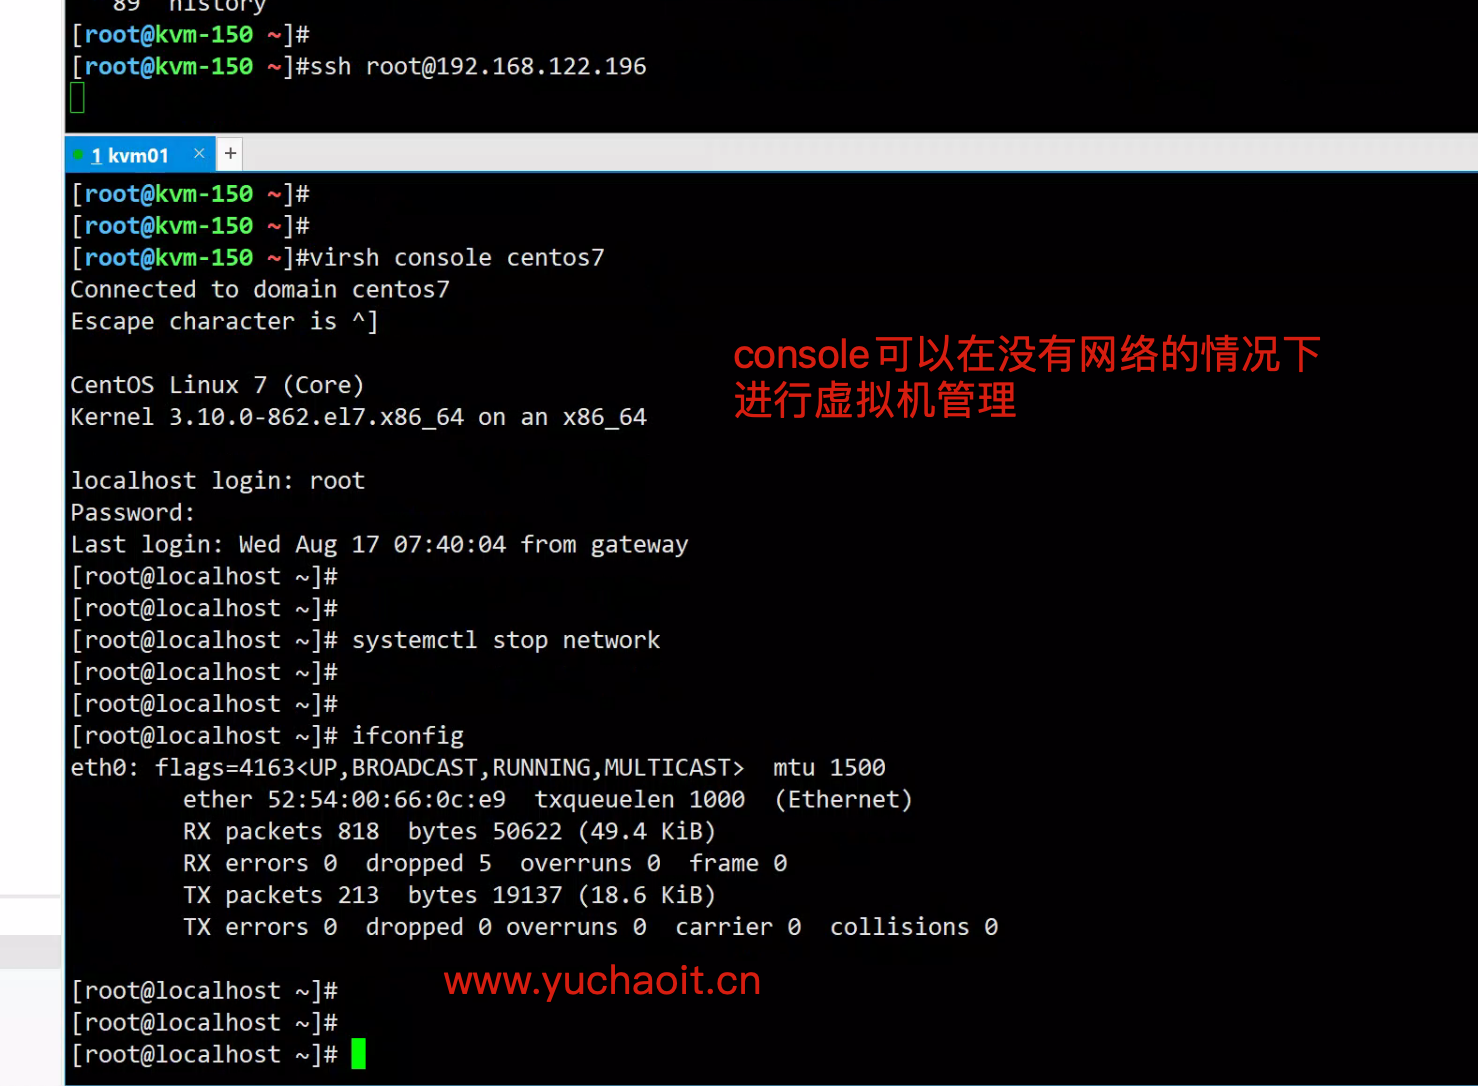 89  history
[root@kvm-150 ~]#
[root@kvm-150 ~]#ssh root@192.168.122.196
1 kvm01 × +
[root@kvm-150 ~]#
[root@kvm-150 ~]#
[root@kvm-150 ~]#virsh console centos7
Connected to domain centos7
Escape character is ^]
console可以在没有网络的情况下
进行虚拟机管理
CentOS Linux 7 (Core)
Kernel 3.10.0-862.el7.x86_64 on an x86_64
localhost login: root
Password:
Last login: Wed Aug 17 07:40:04 from gateway
[root@localhost ~]#
[root@localhost ~]#
[root@localhost ~]# systemctl stop network
[root@localhost ~]#
[root@localhost ~]#
[root@localhost ~]# ifconfig
eth0: flags=4163<UP,BROADCAST,RUNNING,MULTICAST>  mtu 1500
        ether 52:54:00:66:0c:e9  txqueuelen 1000  (Ethernet)
        RX packets 818  bytes 50622 (49.4 KiB)
        RX errors 0  dropped 5  overruns 0  frame 0
        TX packets 213  bytes 19137 (18.6 KiB)
        TX errors 0  dropped 0 overruns 0  carrier 0  collisions 0
www.yuchaoit.cn
[root@localhost ~]#
[root@localhost ~]#
[root@localhost ~]#